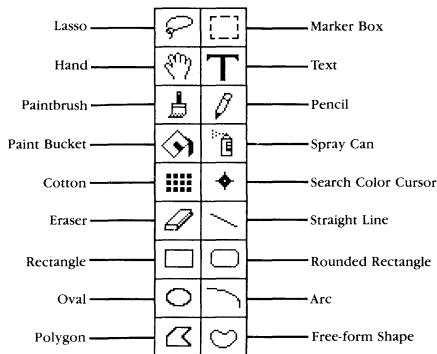 Lasso Marker Box
Hand T Text
Paintbrush Pencil
Paint Bucket Spray Can
Cotton Search Color Cursor
Eraser Straight Line
Rectangle Rounded Rectangle
Oval Arc
Polygon Free-form Shape